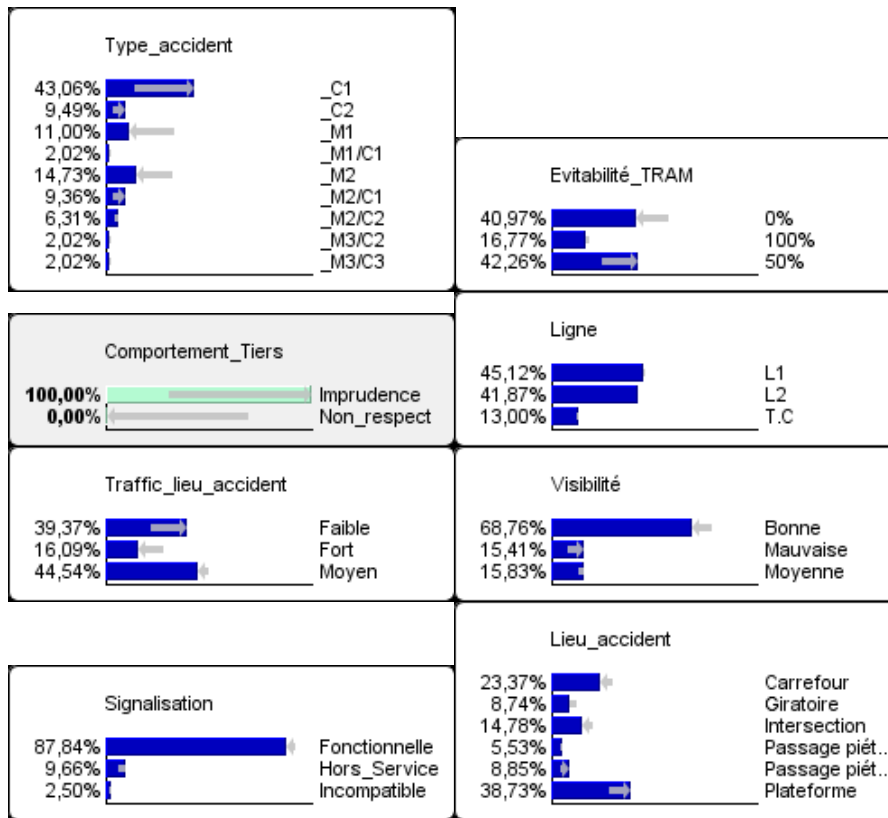 Type_accident
43,06% _C1
9,49% _C2
11,00% _M1
2,02% _M1/C1
14,73% _M2
9,36% _M2/C1
6,31% _M2/C2
2,02% _M3/C2
2,02% _M3/C3
Evitabilité_TRAM
40,97% 0%
16,77% 100%
42,26% 50%
Comportement_Tiers
100,00% Imprudence
0,00% Non_respect
Ligne
45,12% L1
41,87% L2
13,00% T.C
Traffic_lieu_accident
39,37% Faible
16,09% Fort
44,54% Moyen
Visibilité
68,76% Bonne
15,41% Mauvaise
15,83% Moyenne
Signalisation
87,84% Fonctionnelle
9,66% Hors_Service
2,50% Incompatible
Lieu_accident
23,37% Carrefour
8,74% Giratoire
14,78% Intersection
5,53% Passage piét..
8,85% Passage piét..
38,73% Plateforme